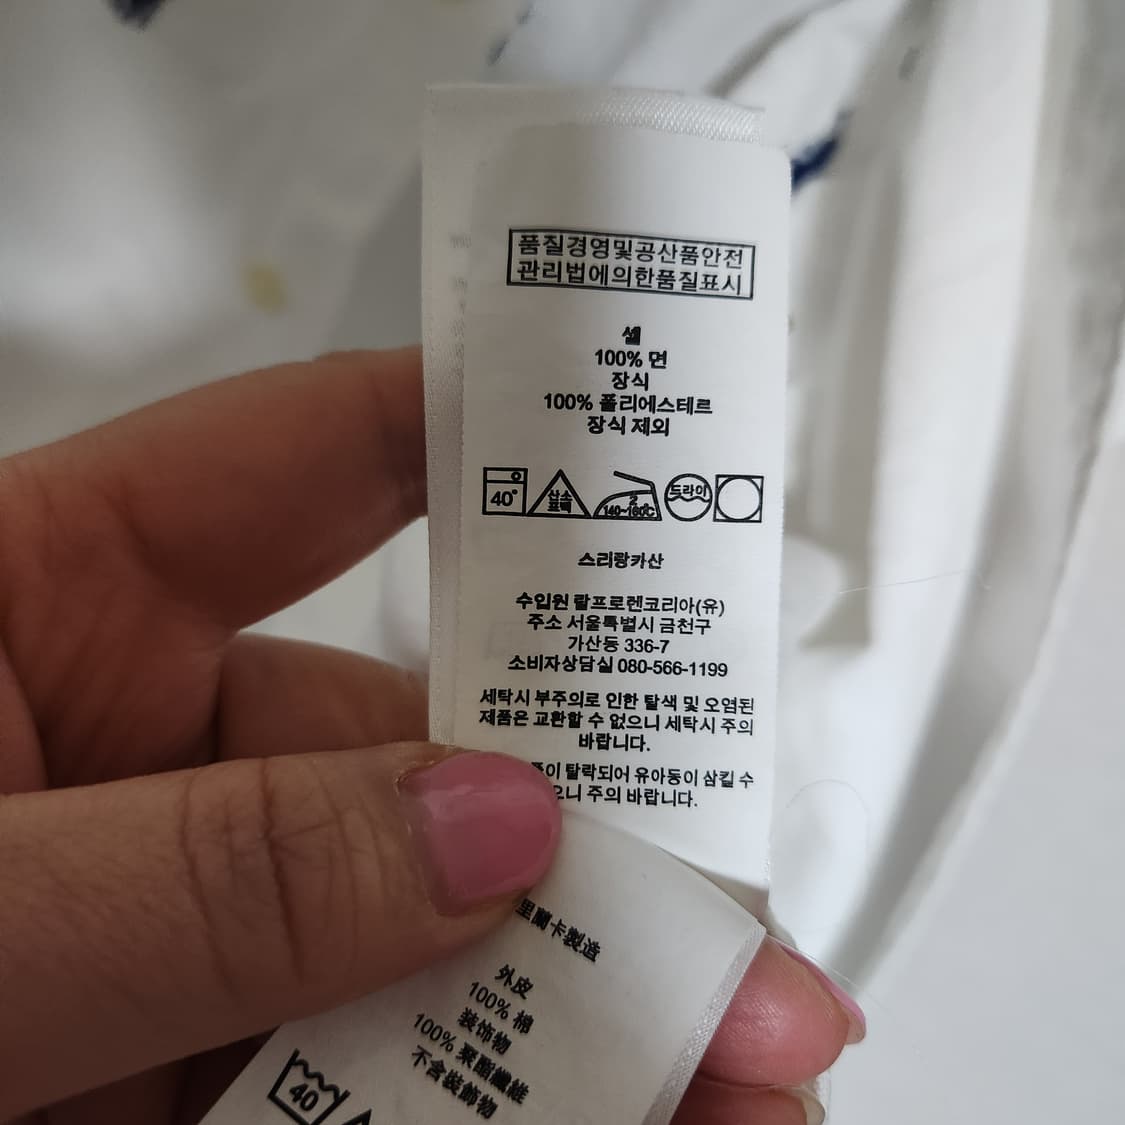 품질경영및공산품안전
관리법에의한품질표시
셸
100% 면
장식
100% 폴리에스테르
장식 제외
40°
산소
표백
2
140~160℃
드라이
스리랑카산
수입원 랄프로렌코리아(유)
주소 서울특별시 금천구
가산동 336-7
소비자상담실 080-566-1199
세탁시 부주의로 인한 탈색 및 오염된
제품은 교환할 수 없으니 세탁시 주의
바랍니다.
탈락되어 유아동이 삼킬 수
주의 바랍니다.
里蘭卡製造
外皮
100% 棉
装饰物
100% 聚酯纖維
不含裝飾物
40